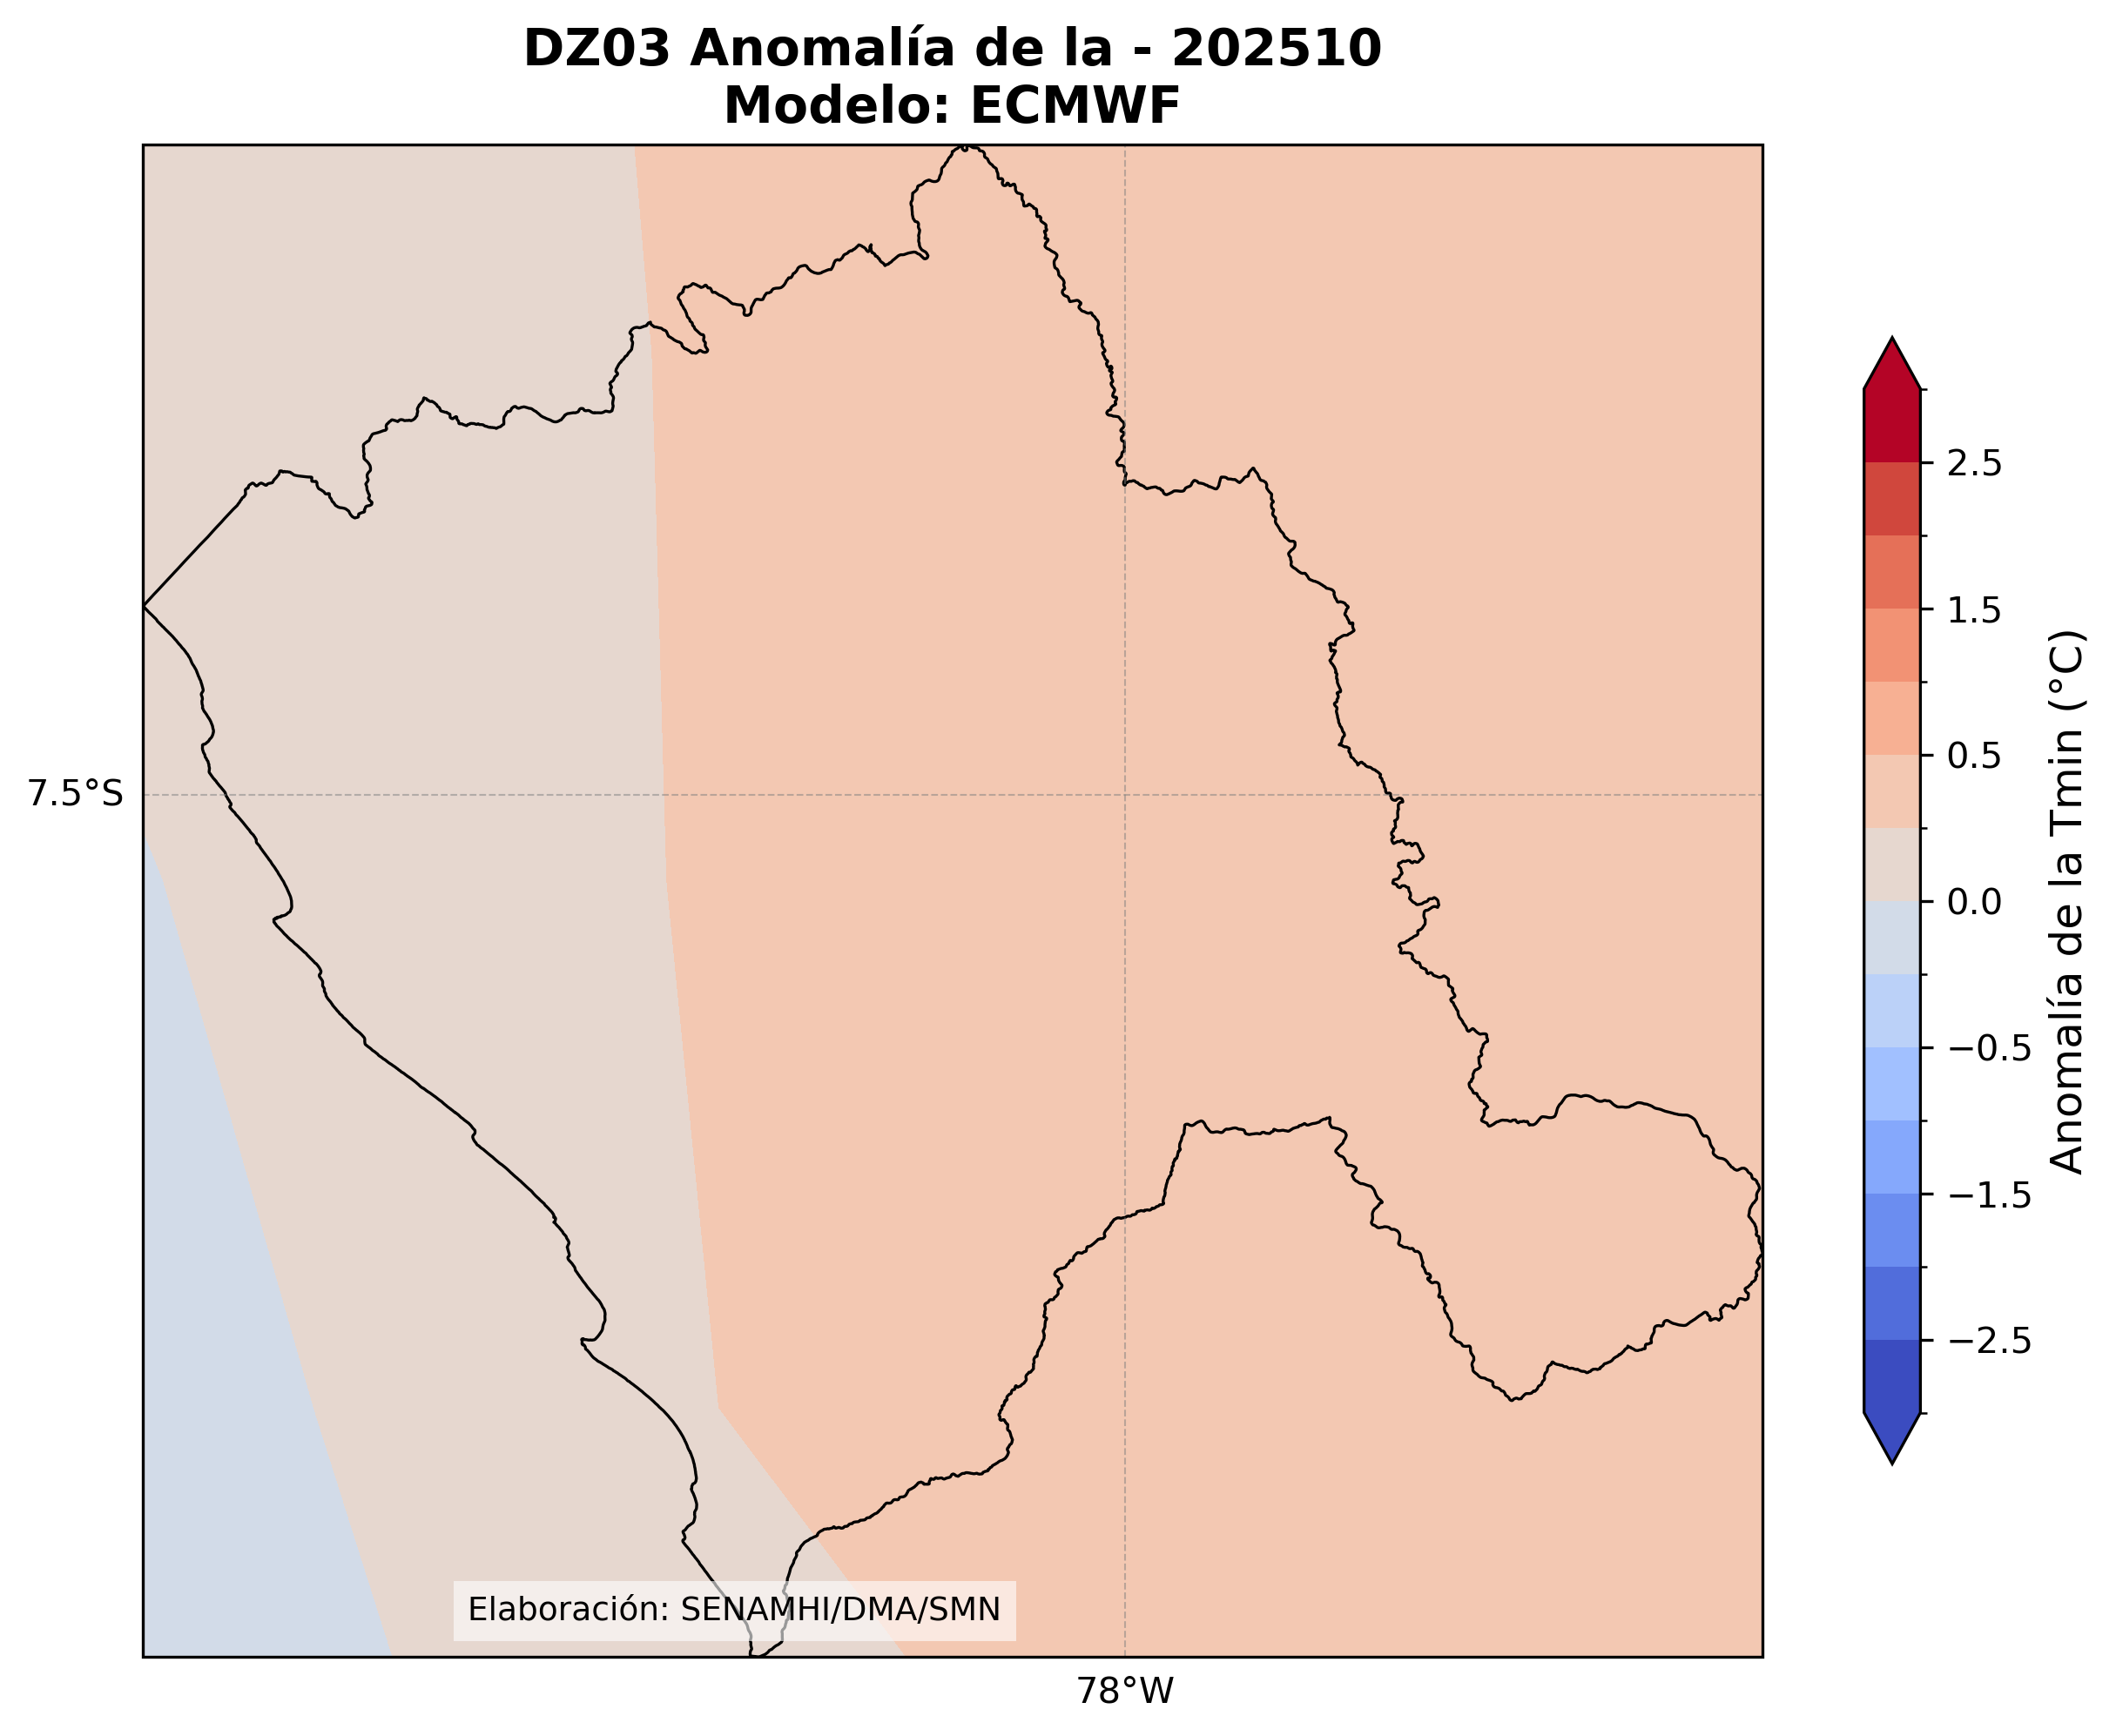 DZ03 Anomalía de la - 202510
Modelo: ECMWF
7.5°S
78°W
Elaboración: SENAMHI/DMA/SMN
2.5
1.5
0.5
0.0
−0.5
−1.5
−2.5
Anomalía de la Tmin (°C)